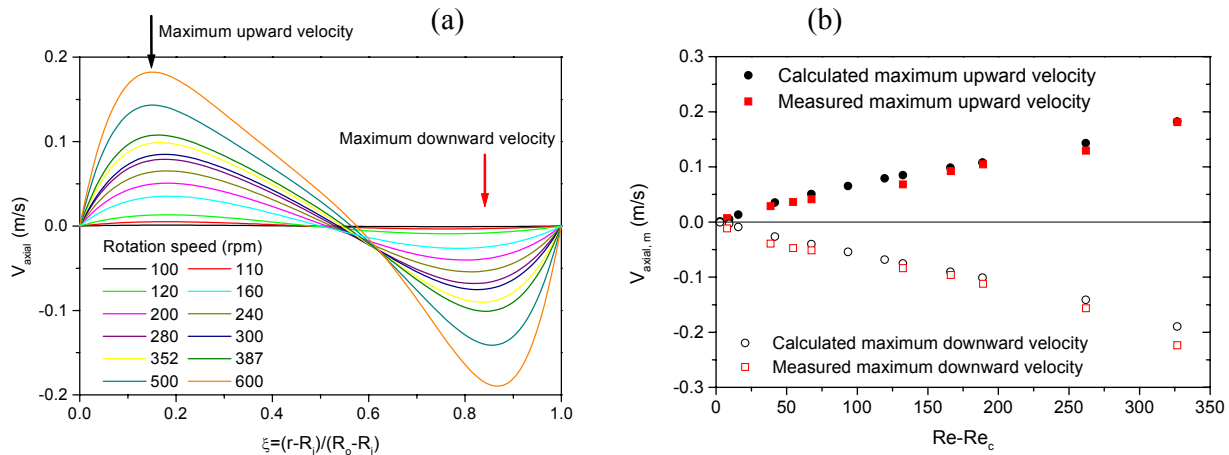 (a)
Maximum upward velocity
Maximum downward velocity
0.2
0.1
0.0
-0.1
-0.2
V_axial (m/s)
Rotation speed (rpm)
100 110
120 160
200 240
280 300
352 387
500 600
0.0 0.2 0.4 0.6 0.8 1.0
ξ=(r-R_i)/(R_o-R_i)
(b)
Calculated maximum upward velocity
Measured maximum upward velocity
0.3
0.2
0.1
0.0
-0.1
-0.2
-0.3
V_axial, m (m/s)
Calculated maximum downward velocity
Measured maximum downward velocity
0 50 100 150 200 250 300 350
Re-Re_c